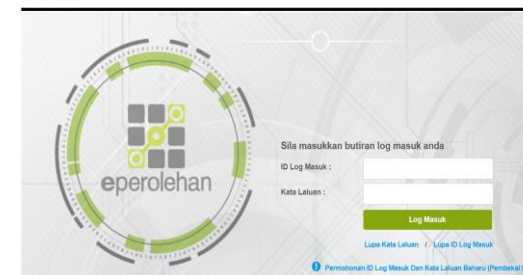 eperolehan
Sila masukkan butiran log masuk anda
ID Log Masuk :
Kata Laluan :
Log Masuk
Lupa Kata Laluan / Lupa ID Log Masuk
Permohonan ID Log Masuk Dan Kata Laluan Baharu (Pembekal